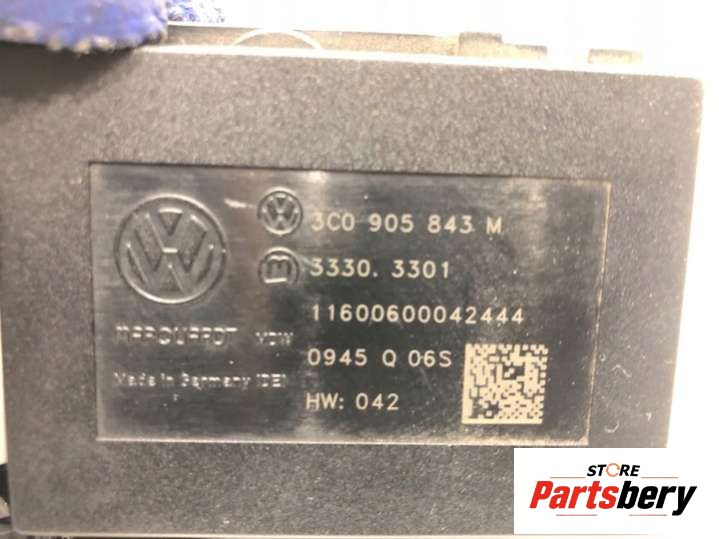 3C0 905 843 M
3330. 3301
11600600042444
MARQUARDT VDW
0945 Q 06S
Made in Germany (DE)
HW: 042
STORE
Partsbery